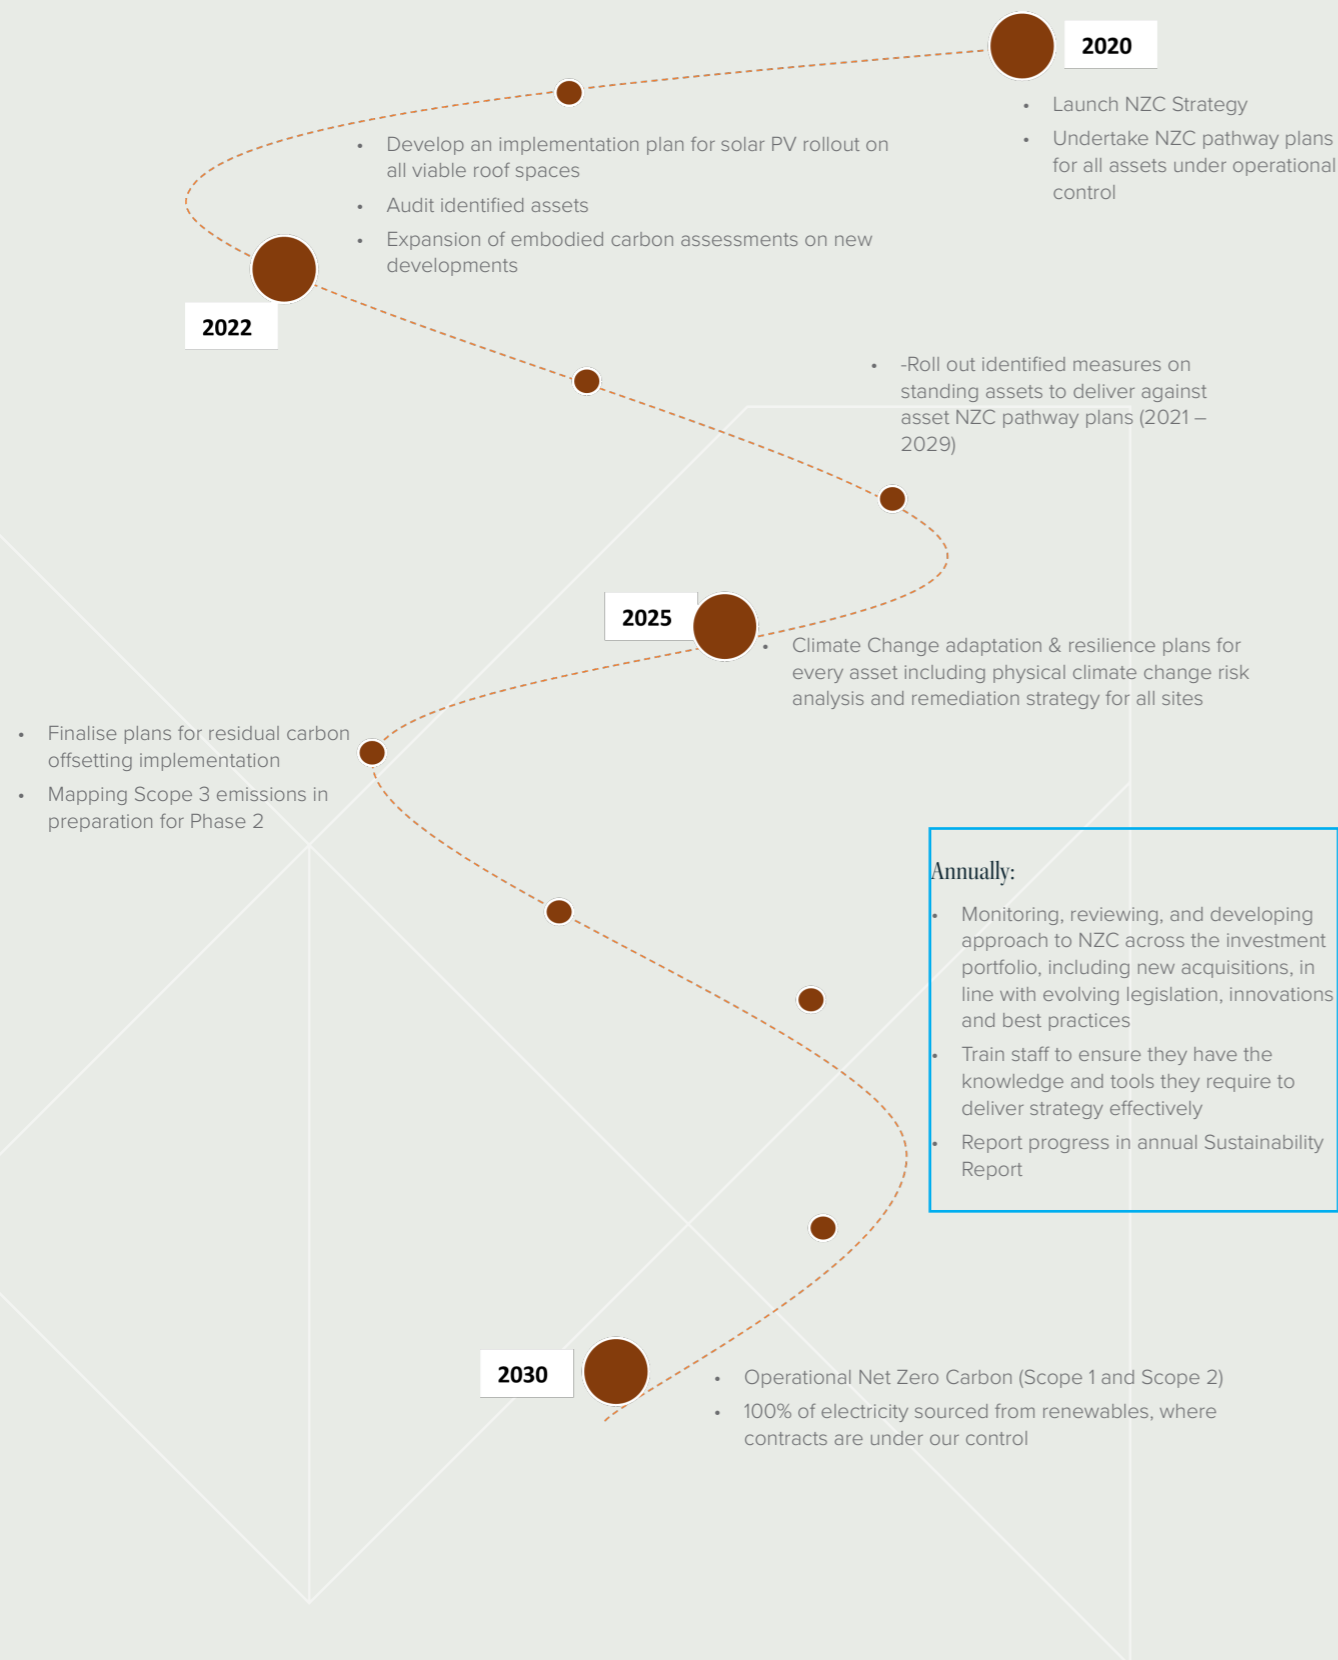 2020
• Launch NZC Strategy
• Undertake NZC pathway plans
for all assets under operational
control
• Develop an implementation plan for solar PV rollout on
all viable roof spaces
• Audit identified assets
• Expansion of embodied carbon assessments on new
developments
2022
• -Roll out identified measures on
standing assets to deliver against
asset NZC pathway plans (2021 –
2029)
2025
• Climate Change adaptation & resilience plans for
every asset including physical climate change risk
analysis and remediation strategy for all sites
• Finalise plans for residual carbon
offsetting implementation
• Mapping Scope 3 emissions in
preparation for Phase 2
Annually:
• Monitoring, reviewing, and developing
approach to NZC across the investment
portfolio, including new acquisitions, in
line with evolving legislation, innovations
and best practices
• Train staff to ensure they have the
knowledge and tools they require to
deliver strategy effectively
• Report progress in annual Sustainability
Report
2030
• Operational Net Zero Carbon (Scope 1 and Scope 2)
• 100% of electricity sourced from renewables, where
contracts are under our control